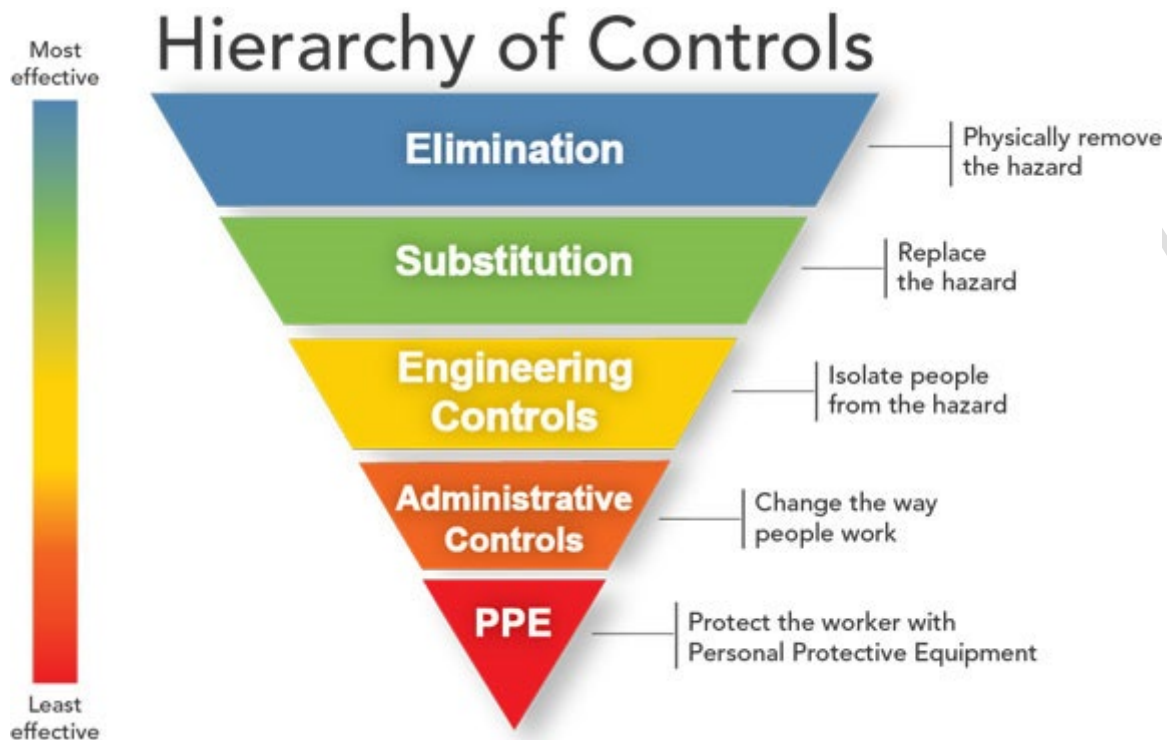 Hierarchy of Controls
Most
effective
Elimination
Physically remove
the hazard
Substitution
Replace
the hazard
Engineering
Controls
Isolate people
from the hazard
Administrative
Controls
Change the way
people work
PPE
Protect the worker with
Personal Protective Equipment
Least
effective